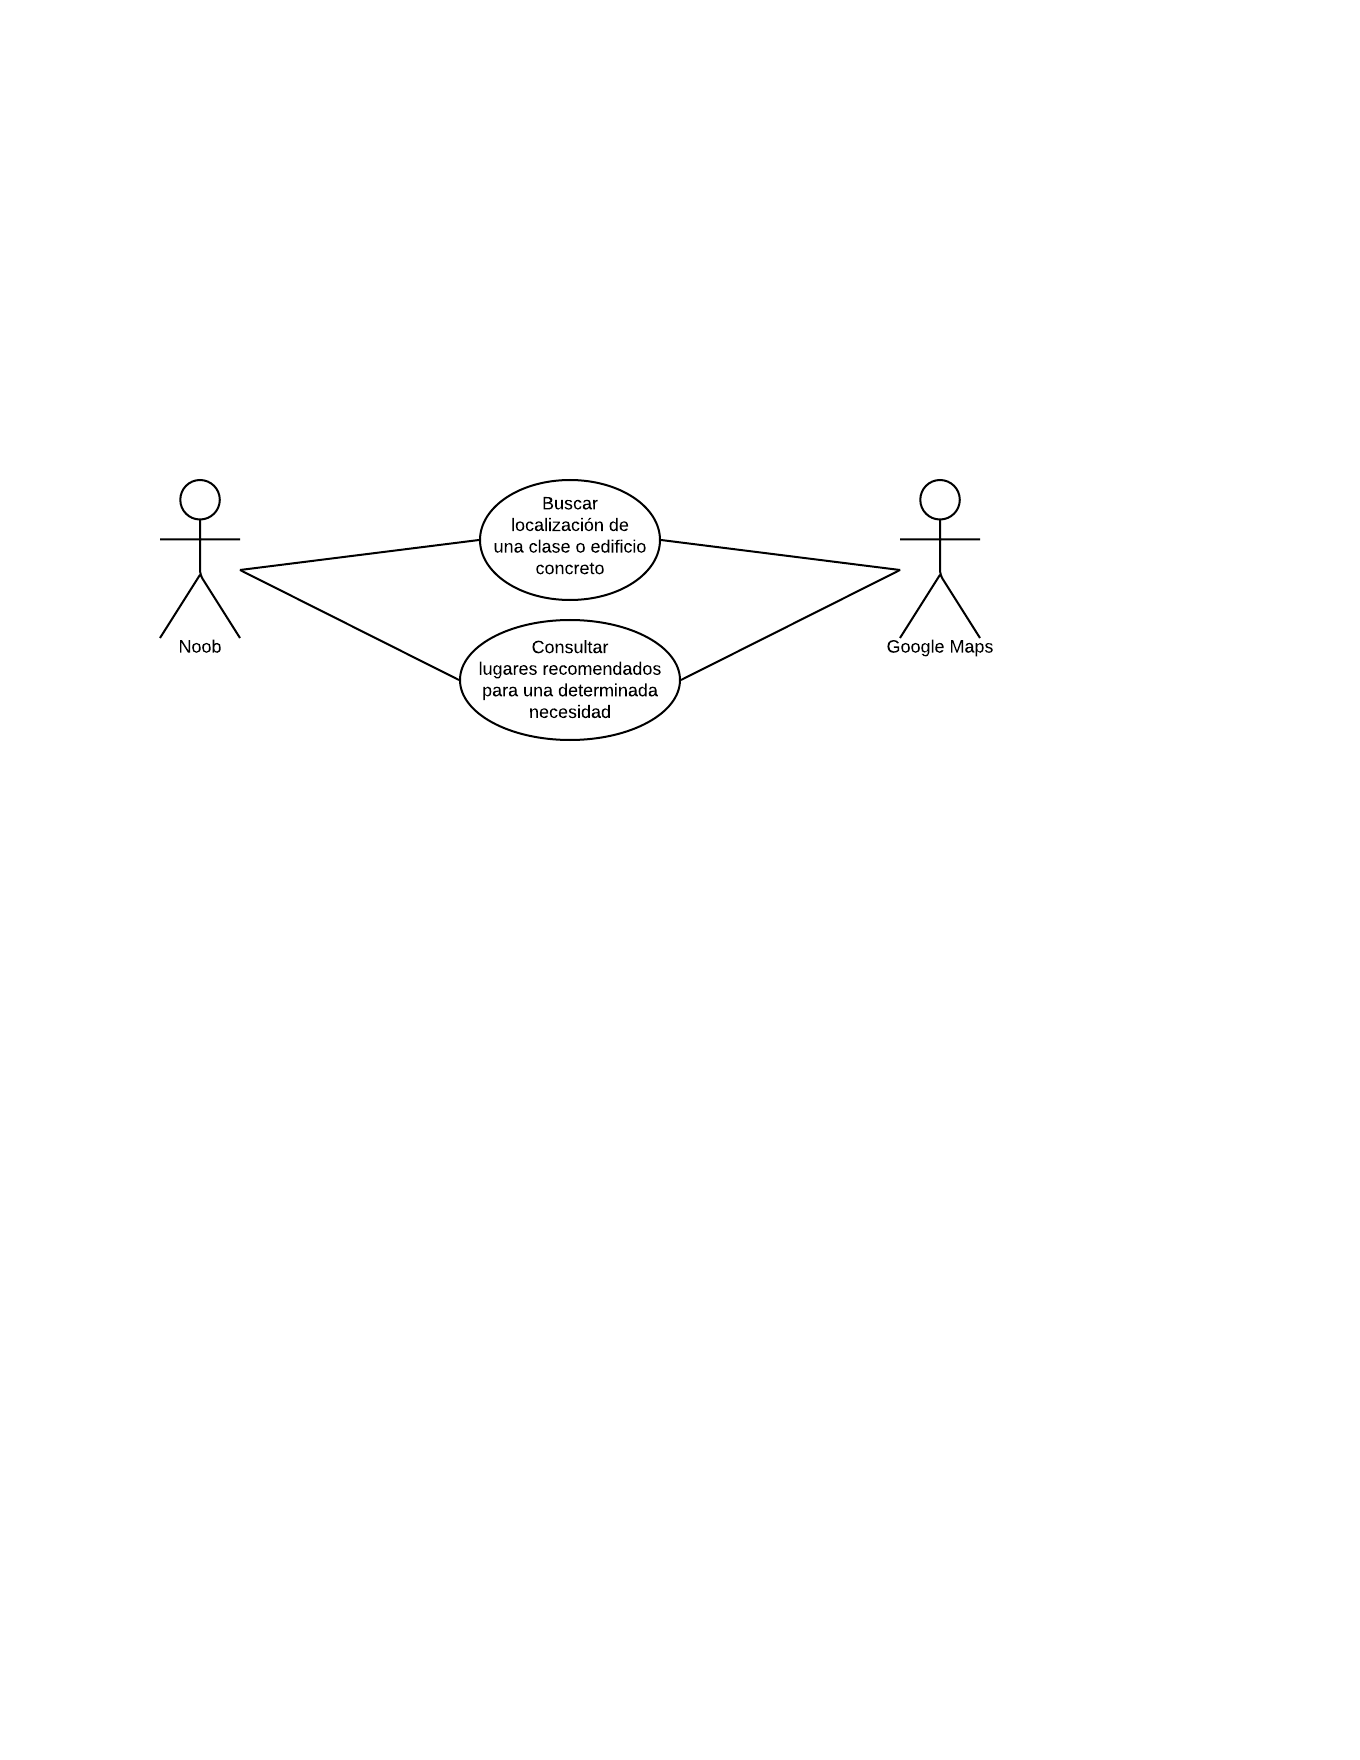 Buscar
localización de
una clase o edificio
concreto
Noob
Google Maps
Consultar
lugares recomendados
para una determinada
necesidad